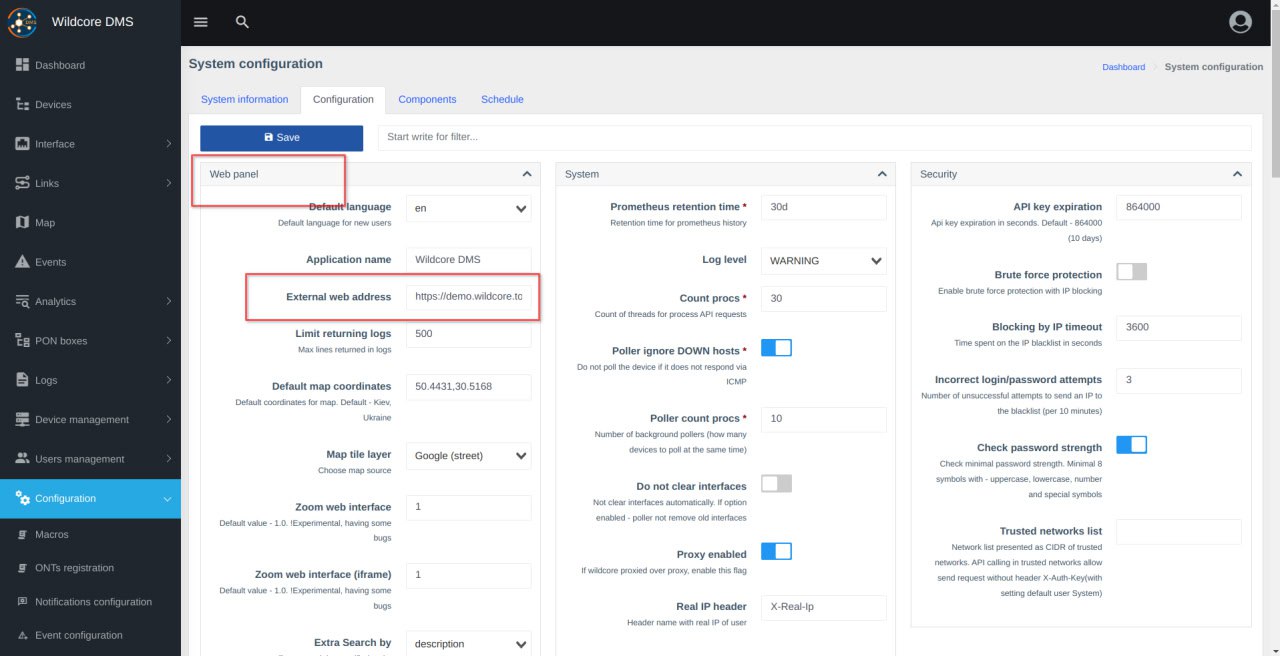 DMS
Wildcore DMS
Dashboard
Devices
Interface
Links
Map
Events
Analytics
PON boxes
Logs
Device management
Users management
Configuration
Macros
ONTs registration
Notifications configuration
Event configuration
System configuration
Dashboard
System configuration
System information
Configuration
Components
Schedule
Save
Start write for filter...
Web panel
Default language
en
Default language for new users
Application name
Wildcore DMS
External web address
https://demo.wildcore.to
Limit returning logs
500
Max lines returned in logs
Default map coordinates
50.4431,30.5168
Default coordinates for map. Default - Kiev,
Ukraine
Map tile layer
Google (street)
Choose map source
Zoom web interface
1
Default value - 1.0. !Experimental, having some
bugs
Zoom web interface (iframe)
1
Default value - 1.0. !Experimental, having some
bugs
Extra Search by
description
System
Prometheus retention time *
30d
Retention time for prometheus history
Log level
WARNING
Count procs *
30
Count of threads for process API requests
Poller ignore DOWN hosts *
Do not poll the device if it does not respond via
ICMP
Poller count procs *
10
Number of background pollers (how many
devices to poll at the same time)
Do not clear interfaces
Not clear interfaces automatically. If option
enabled - poller not remove old interfaces
Proxy enabled
If wildcore proxied over proxy, enable this flag
Real IP header
X-Real-Ip
Header name with real IP of user
Security
API key expiration
864000
Api key expiration in seconds. Default - 864000
(10 days)
Brute force protection
Enable brute force protection with IP blocking
Blocking by IP timeout
3600
Time spent on the IP blacklist in seconds
Incorrect login/password attempts
3
Number of unsuccessful attempts to send an IP to
the blacklist (per 10 minutes)
Check password strength
Check minimal password strength. Minimal 8
symbols with - uppercase, lowercase, number
and special symbols
Trusted networks list
Network list presented as CIDR of trusted
networks. API calling in trusted networks allow
send request without header X-Auth-Key(with
setting default user System)